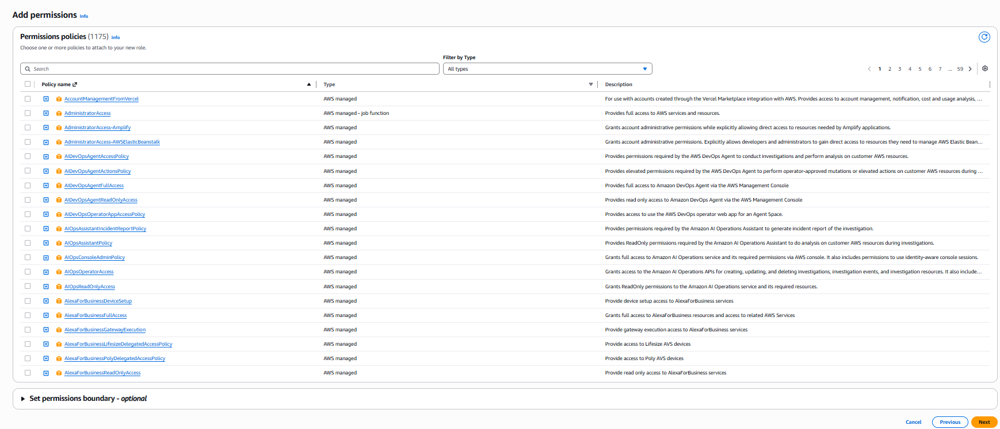 Add permissions Info
Permissions policies (1175) Info
Choose one or more policies to attach to your new role.
Filter by Type
Search All types 1 2 3 4 5 6 7 ... 59
Policy name Type Description
AccountManagementFromVercel AWS managed For use with accounts created through the Vercel Marketplace integration with AWS. Provides access to account management, notification, cost and usage analysis, ...
AdministratorAccess AWS managed - job function Provides full access to AWS services and resources.
AdministratorAccess-Amplify AWS managed Grants account administrative permissions while explicitly allowing direct access to resources needed by Amplify applications.
AdministratorAccess-AWSElasticBeanstalk AWS managed Grants account administrative permissions. Explicitly allows developers and administrators to gain direct access to resources they need to manage AWS Elastic Bean...
AIDevOpsAgentAccessPolicy AWS managed Provides permissions required by the AWS DevOps Agent to conduct investigations and perform analysis on customer AWS resources.
AIDevOpsAgentActionsPolicy AWS managed Provides elevated permissions required by the AWS DevOps Agent to perform operator-approved mutations or elevated actions on customer AWS resources during ...
AIDevOpsAgentFullAccess AWS managed Provides full access to Amazon DevOps Agent via the AWS Management Console
AIDevOpsAgentReadOnlyAccess AWS managed Provides read only access to Amazon DevOps Agent via the AWS Management Console
AIDevOpsOperatorAppAccessPolicy AWS managed Provides access to use the AWS DevOps operator web app for an Agent Space.
AIOpsAssistantIncidentReportPolicy AWS managed Provides permissions required by the Amazon AI Operations Assistant to generate incident report of the investigation.
AIOpsAssistantPolicy AWS managed Provides ReadOnly permissions required by the Amazon AI Operations Assistant to do analysis on customer AWS resources during investigations.
AIOpsConsoleAdminPolicy AWS managed Grants full access to Amazon AI Operations service and its required permissions via AWS console. It also includes permissions to use identity-aware console sessions.
AIOpsOperatorAccess AWS managed Grants access to the Amazon AI Operations APIs for creating, updating, and deleting investigations, investigation events, and investigation resources. It also include...
AIOpsReadOnlyAccess AWS managed Grants ReadOnly permissions to the Amazon AI Operations service and its required resources.
AlexaForBusinessDeviceSetup AWS managed Provide device setup access to AlexaForBusiness services
AlexaForBusinessFullAccess AWS managed Grants full access to AlexaForBusiness resources and access to related AWS Services
AlexaForBusinessGatewayExecution AWS managed Provide gateway execution access to AlexaForBusiness services
AlexaForBusinessLifesizeDelegatedAccessPolicy AWS managed Provide access to Lifesize AVS devices
AlexaForBusinessPolyDelegatedAccessPolicy AWS managed Provide access to Poly AVS devices
AlexaForBusinessReadOnlyAccess AWS managed Provide read only access to AlexaForBusiness services
Set permissions boundary - optional
Cancel Previous Next